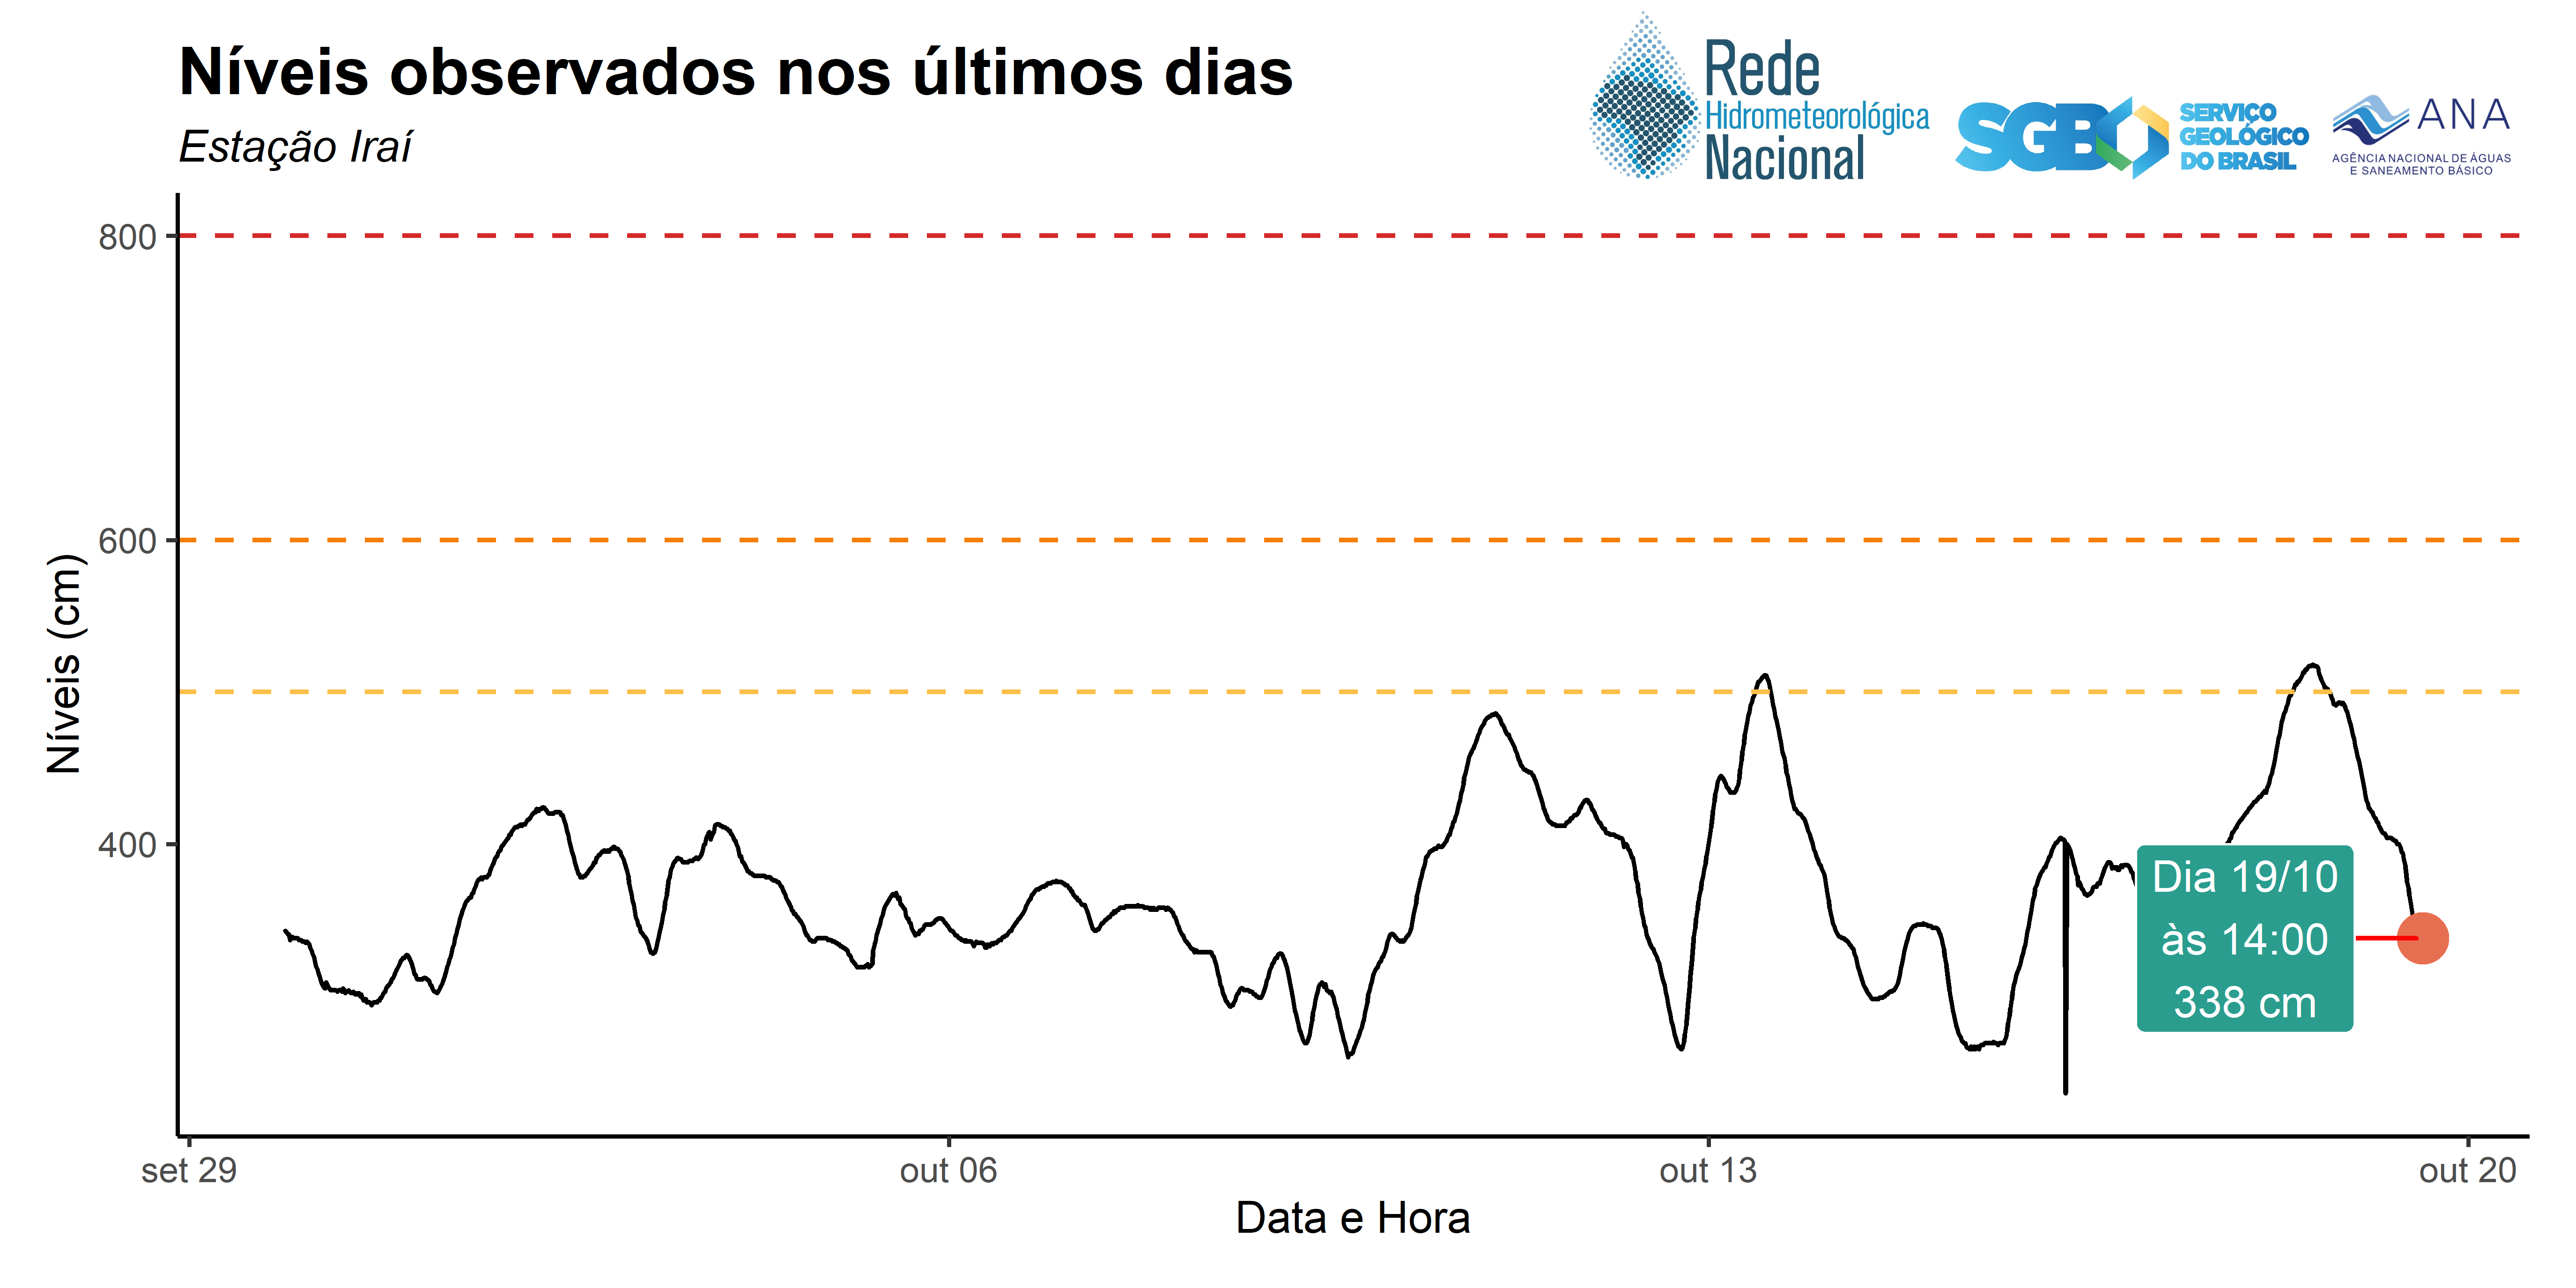 Níveis observados nos últimos dias
Estação Iraí
Rede
Hidrometeorológica
Nacional
SGB
SERVIÇO
GEOLÓGICO
DO BRASIL
ANA
AGÊNCIA NACIONAL DE ÁGUAS
E SANEAMENTO BÁSICO
Níveis (cm)
800
600
400
Dia 19/10
às 14:00
338 cm
set 29
out 06
out 13
out 20
Data e Hora